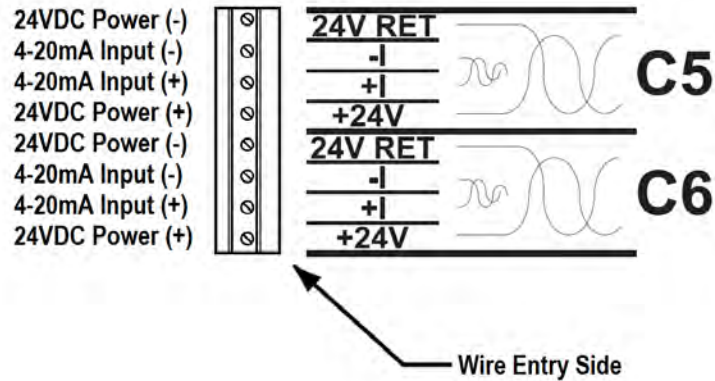 24VDC Power (-)
4-20mA Input (-)
4-20mA Input (+)
24VDC Power (+)
24VDC Power (-)
4-20mA Input (-)
4-20mA Input (+)
24VDC Power (+)
24V RET
-I
+I
+24V
C5
24V RET
-I
+I
+24V
C6
Wire Entry Side